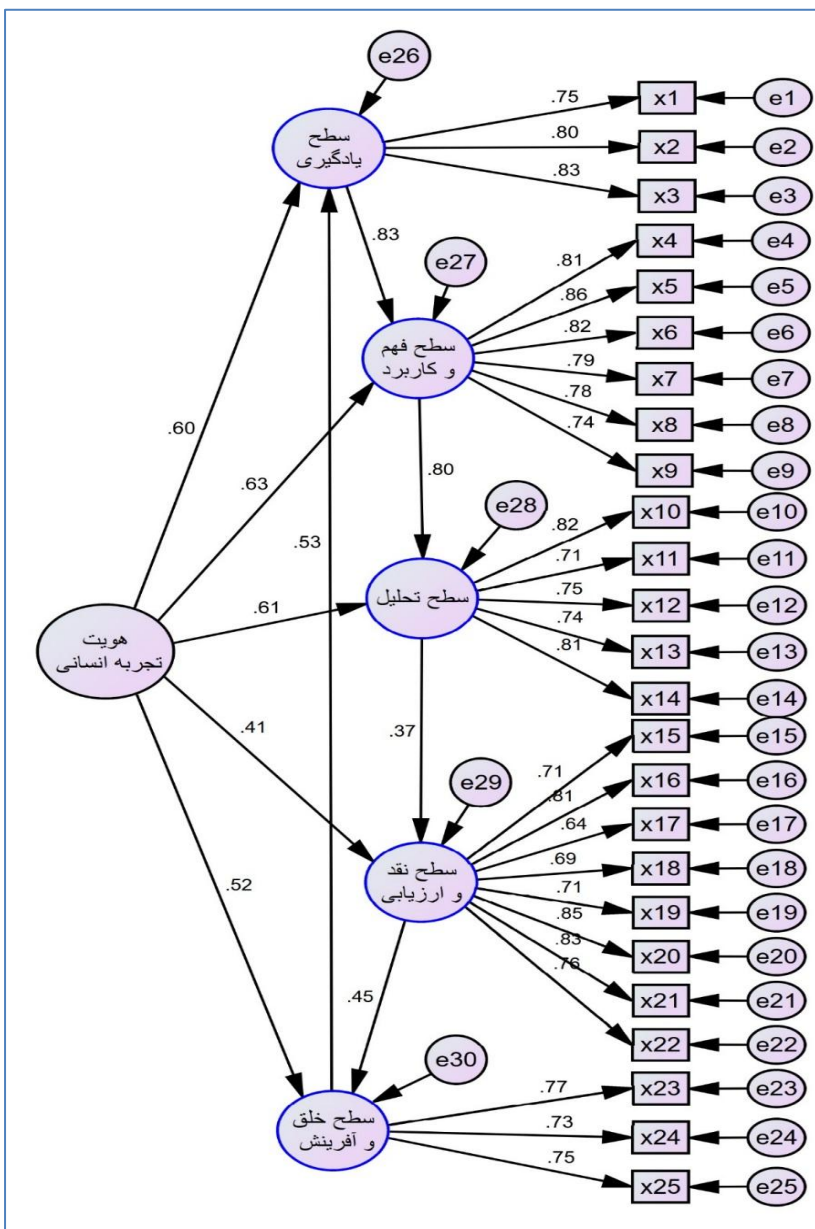 e26
سطح
یادگیری
.75
x1
e1
.80
x2
e2
.83
x3
e3
.83
e27
سطح فهم
و کاربرد
.81
x4
e4
.86
x5
e5
.82
x6
e6
.79
x7
e7
.78
x8
e8
.74
x9
e9
.60
.63
.80
.53
e28
سطح تحلیل
.82
x10
e10
.71
x11
e11
.75
x12
e12
.74
x13
e13
.81
x14
e14
.61
هویت
تجربه انسانی
.41
.37
.52
e29
سطح نقد
و ارزیابی
.71
x15
e15
.81
x16
e16
.64
x17
e17
.69
x18
e18
.71
x19
e19
.85
x20
e20
.83
x21
e21
.76
x22
e22
.45
e30
سطح خلق
و آفرینش
.77
x23
e23
.73
x24
e24
.75
x25
e25